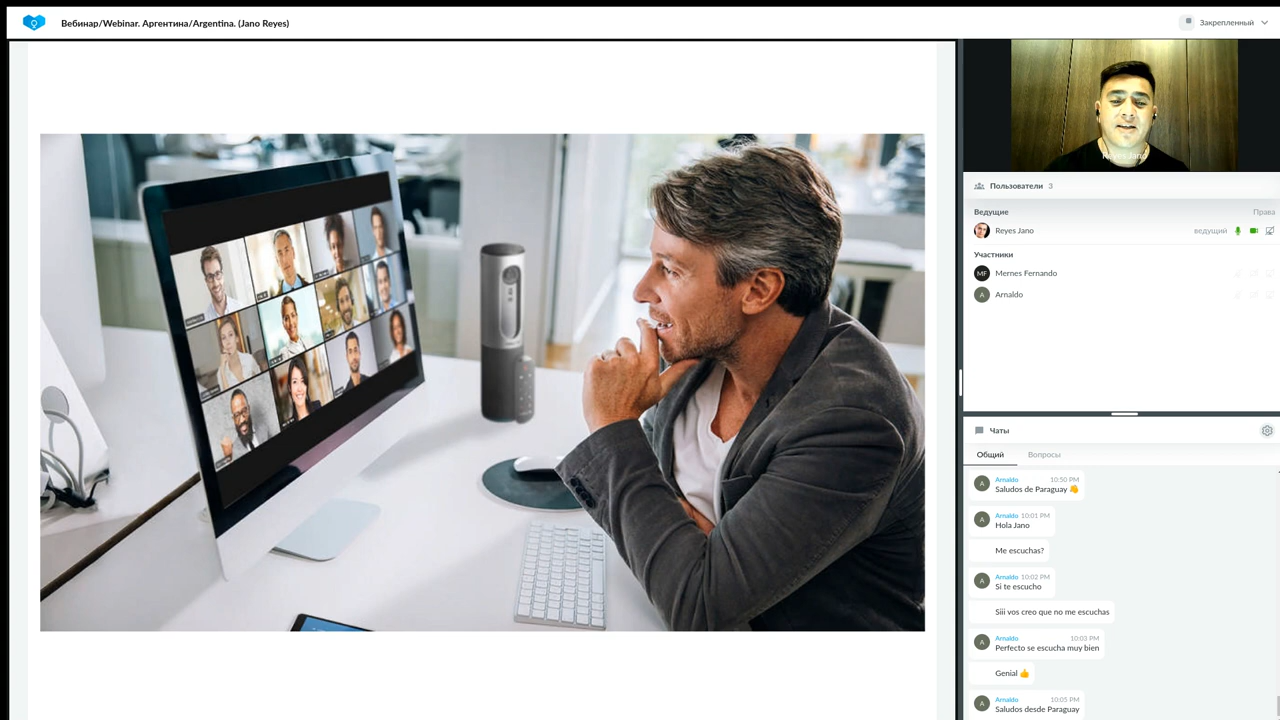 Вебинар/Webinar. Аргентина/Argentina. (Jano Reyes)
Закрепленный
Reyes Jano
Пользователи 3
Ведущие Права
Reyes Jano ведущий
Участники
MF Mernes Fernando
A Arnaldo
Чаты
Общий Вопросы
A Arnaldo 10:50 PM
Saludos de Paraguay 👋
A Arnaldo 10:01 PM
Hola Jano
Me escuchas?
A Arnaldo 10:02 PM
Si te escucho
Siii vos creo que no me escuchas
A Arnaldo 10:03 PM
Perfecto se escucha muy bien
Genial 👍
A Arnaldo 10:05 PM
Saludos desde Paraguay